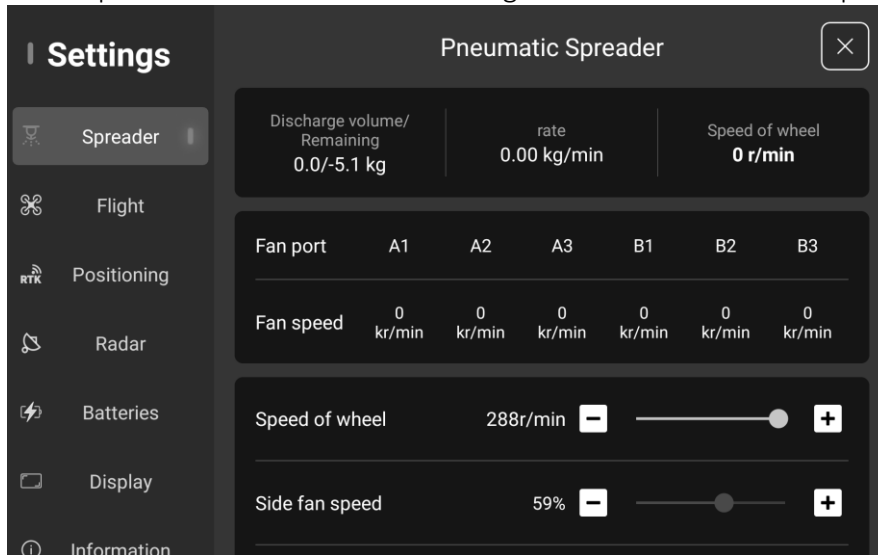 Settings
Spreader
Flight
RTK Positioning
Radar
Batteries
Display
Information
Pneumatic Spreader
Discharge volume/
Remaining
0.0/-5.1 kg
rate
0.00 kg/min
Speed of wheel
0 r/min
Fan port A1 A2 A3 B1 B2 B3
Fan speed 0 kr/min 0 kr/min 0 kr/min 0 kr/min 0 kr/min 0 kr/min
Speed of wheel 288r/min
Side fan speed 59%